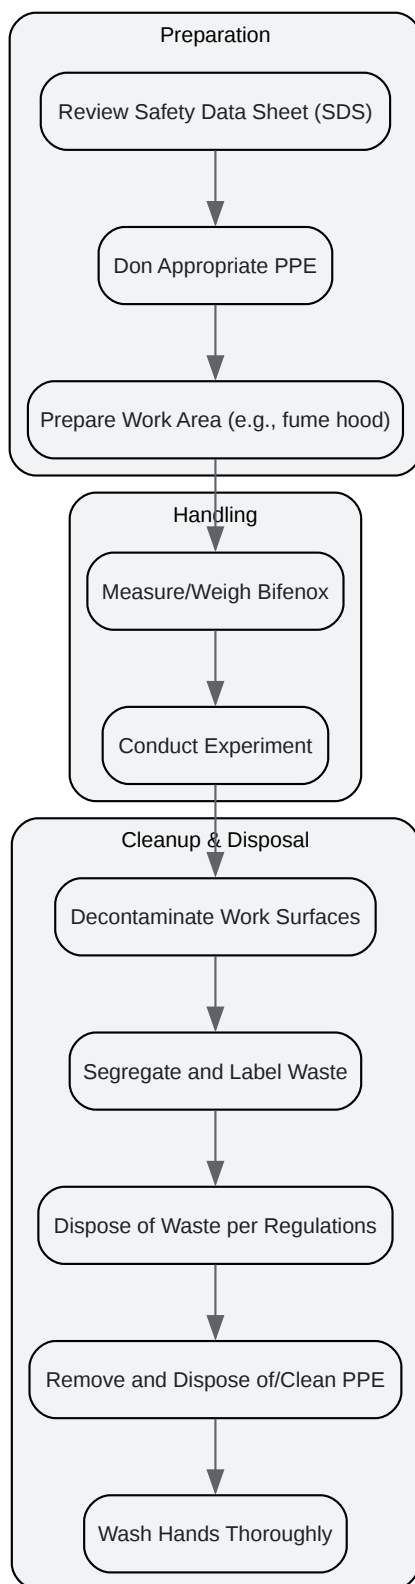 Preparation
Review Safety Data Sheet (SDS)
Don Appropriate PPE
Prepare Work Area (e.g., fume hood)
Handling
Measure/Weigh Bifenox
Conduct Experiment
Cleanup & Disposal
Decontaminate Work Surfaces
Segregate and Label Waste
Dispose of Waste per Regulations
Remove and Dispose of/Clean PPE
Wash Hands Thoroughly